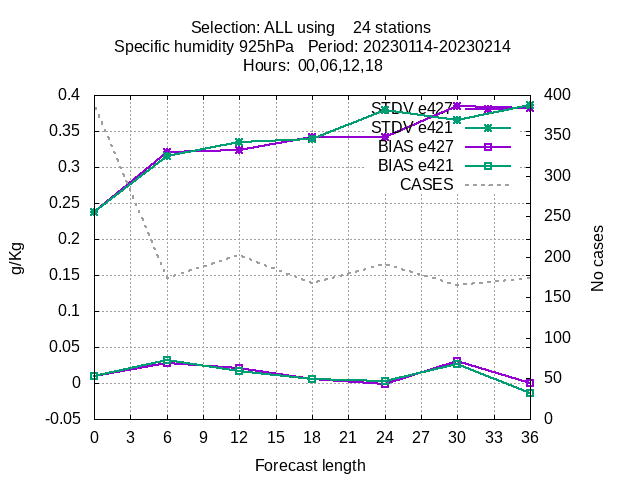 Selection: ALL using    24 stations
Specific humidity 925hPa   Period: 20230114-20230214
Hours:  00,06,12,18
0.4
0.35
0.3
0.25
0.2
0.15
0.1
0.05
0
-0.05
g/Kg
STDV e427
STDV e421
BIAS e427
BIAS e421
CASES
400
350
300
250
200
150
100
50
0
No cases
0 3 6 9 12 15 18 21 24 27 30 33 36
Forecast length